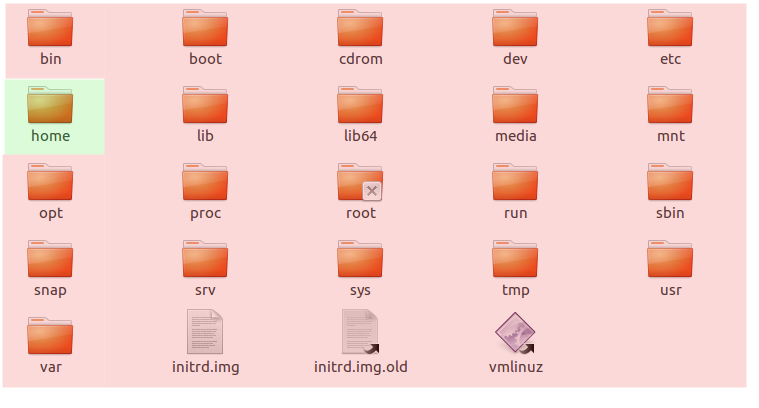 bin boot cdrom dev etc
home lib lib64 media mnt
opt proc root run sbin
snap srv sys tmp usr
var initrd.img initrd.img.old vmlinuz